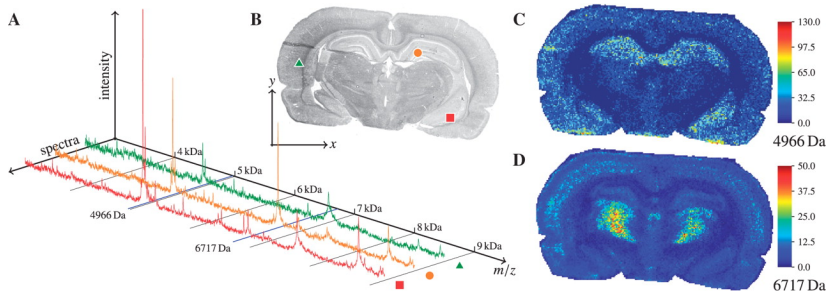 A
intensity
spectra
4 kDa
5 kDa
6 kDa
7 kDa
8 kDa
9 kDa
m/z
4966 Da
6717 Da
B
y
x
C
130.0
97.5
65.0
32.5
0.0
4966 Da
D
50.0
37.5
25.0
12.5
0.0
6717 Da